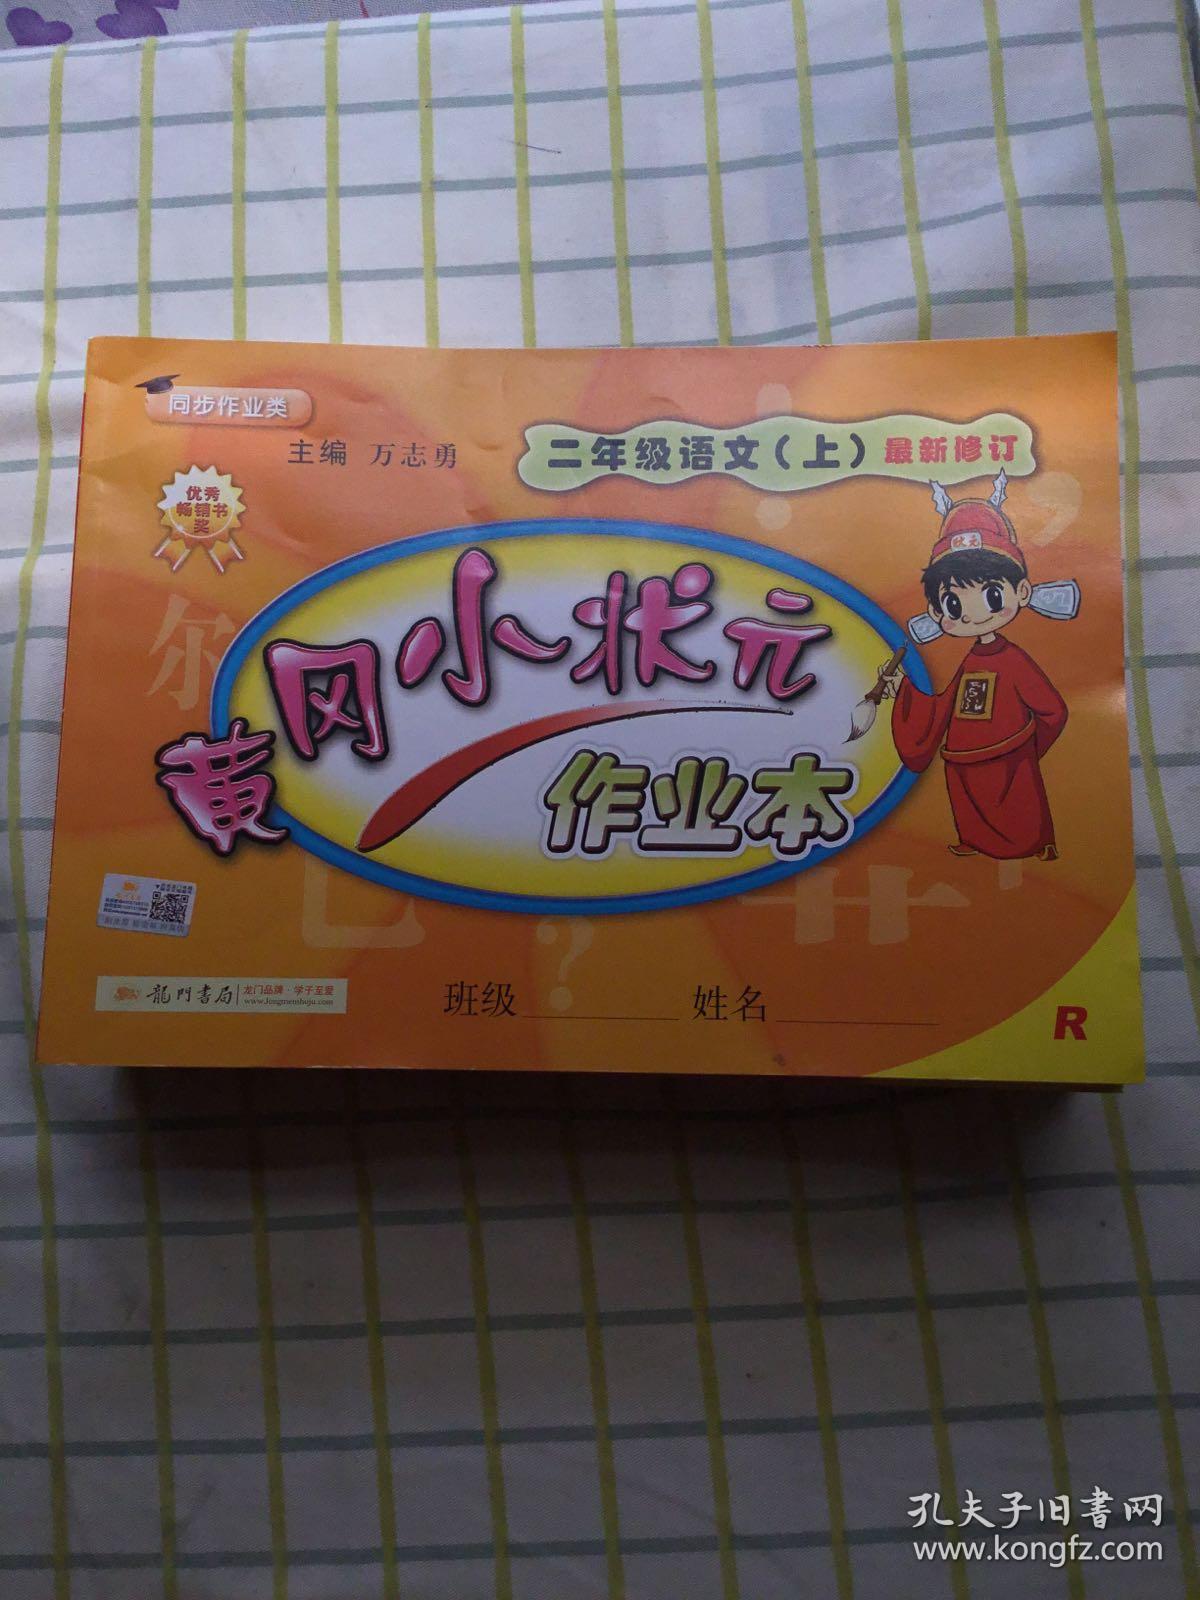 同步作业类
主编 万志勇
二年级语文（上）最新修订
优秀
畅销书
奖
状元
黄冈小状元
作业本
龍門書局
龙门品牌·学子至爱
www.longmenshuju.com
班级
姓名
R
孔夫子旧書网
www.kongfz.com